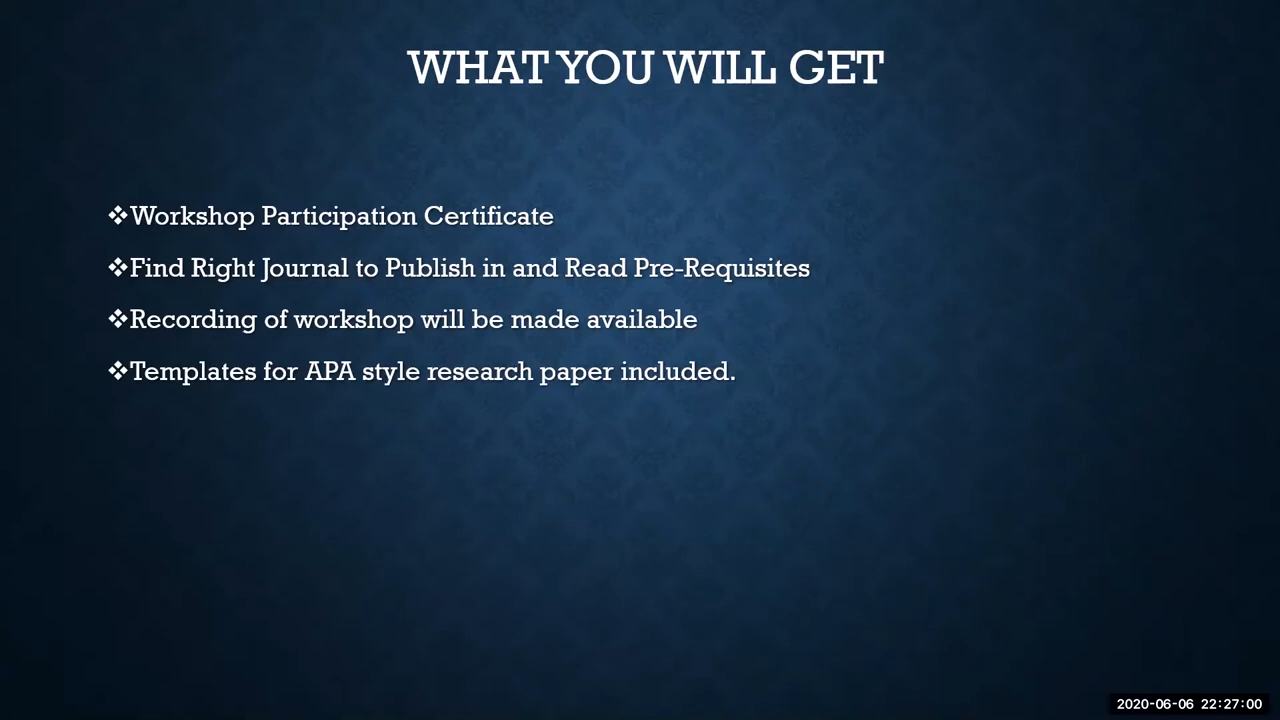 WHAT YOU WILL GET
❖Workshop Participation Certificate
❖Find Right Journal to Publish in and Read Pre-Requisites
❖Recording of workshop will be made available
❖Templates for APA style research paper included.
2020-06-06 22:27:00